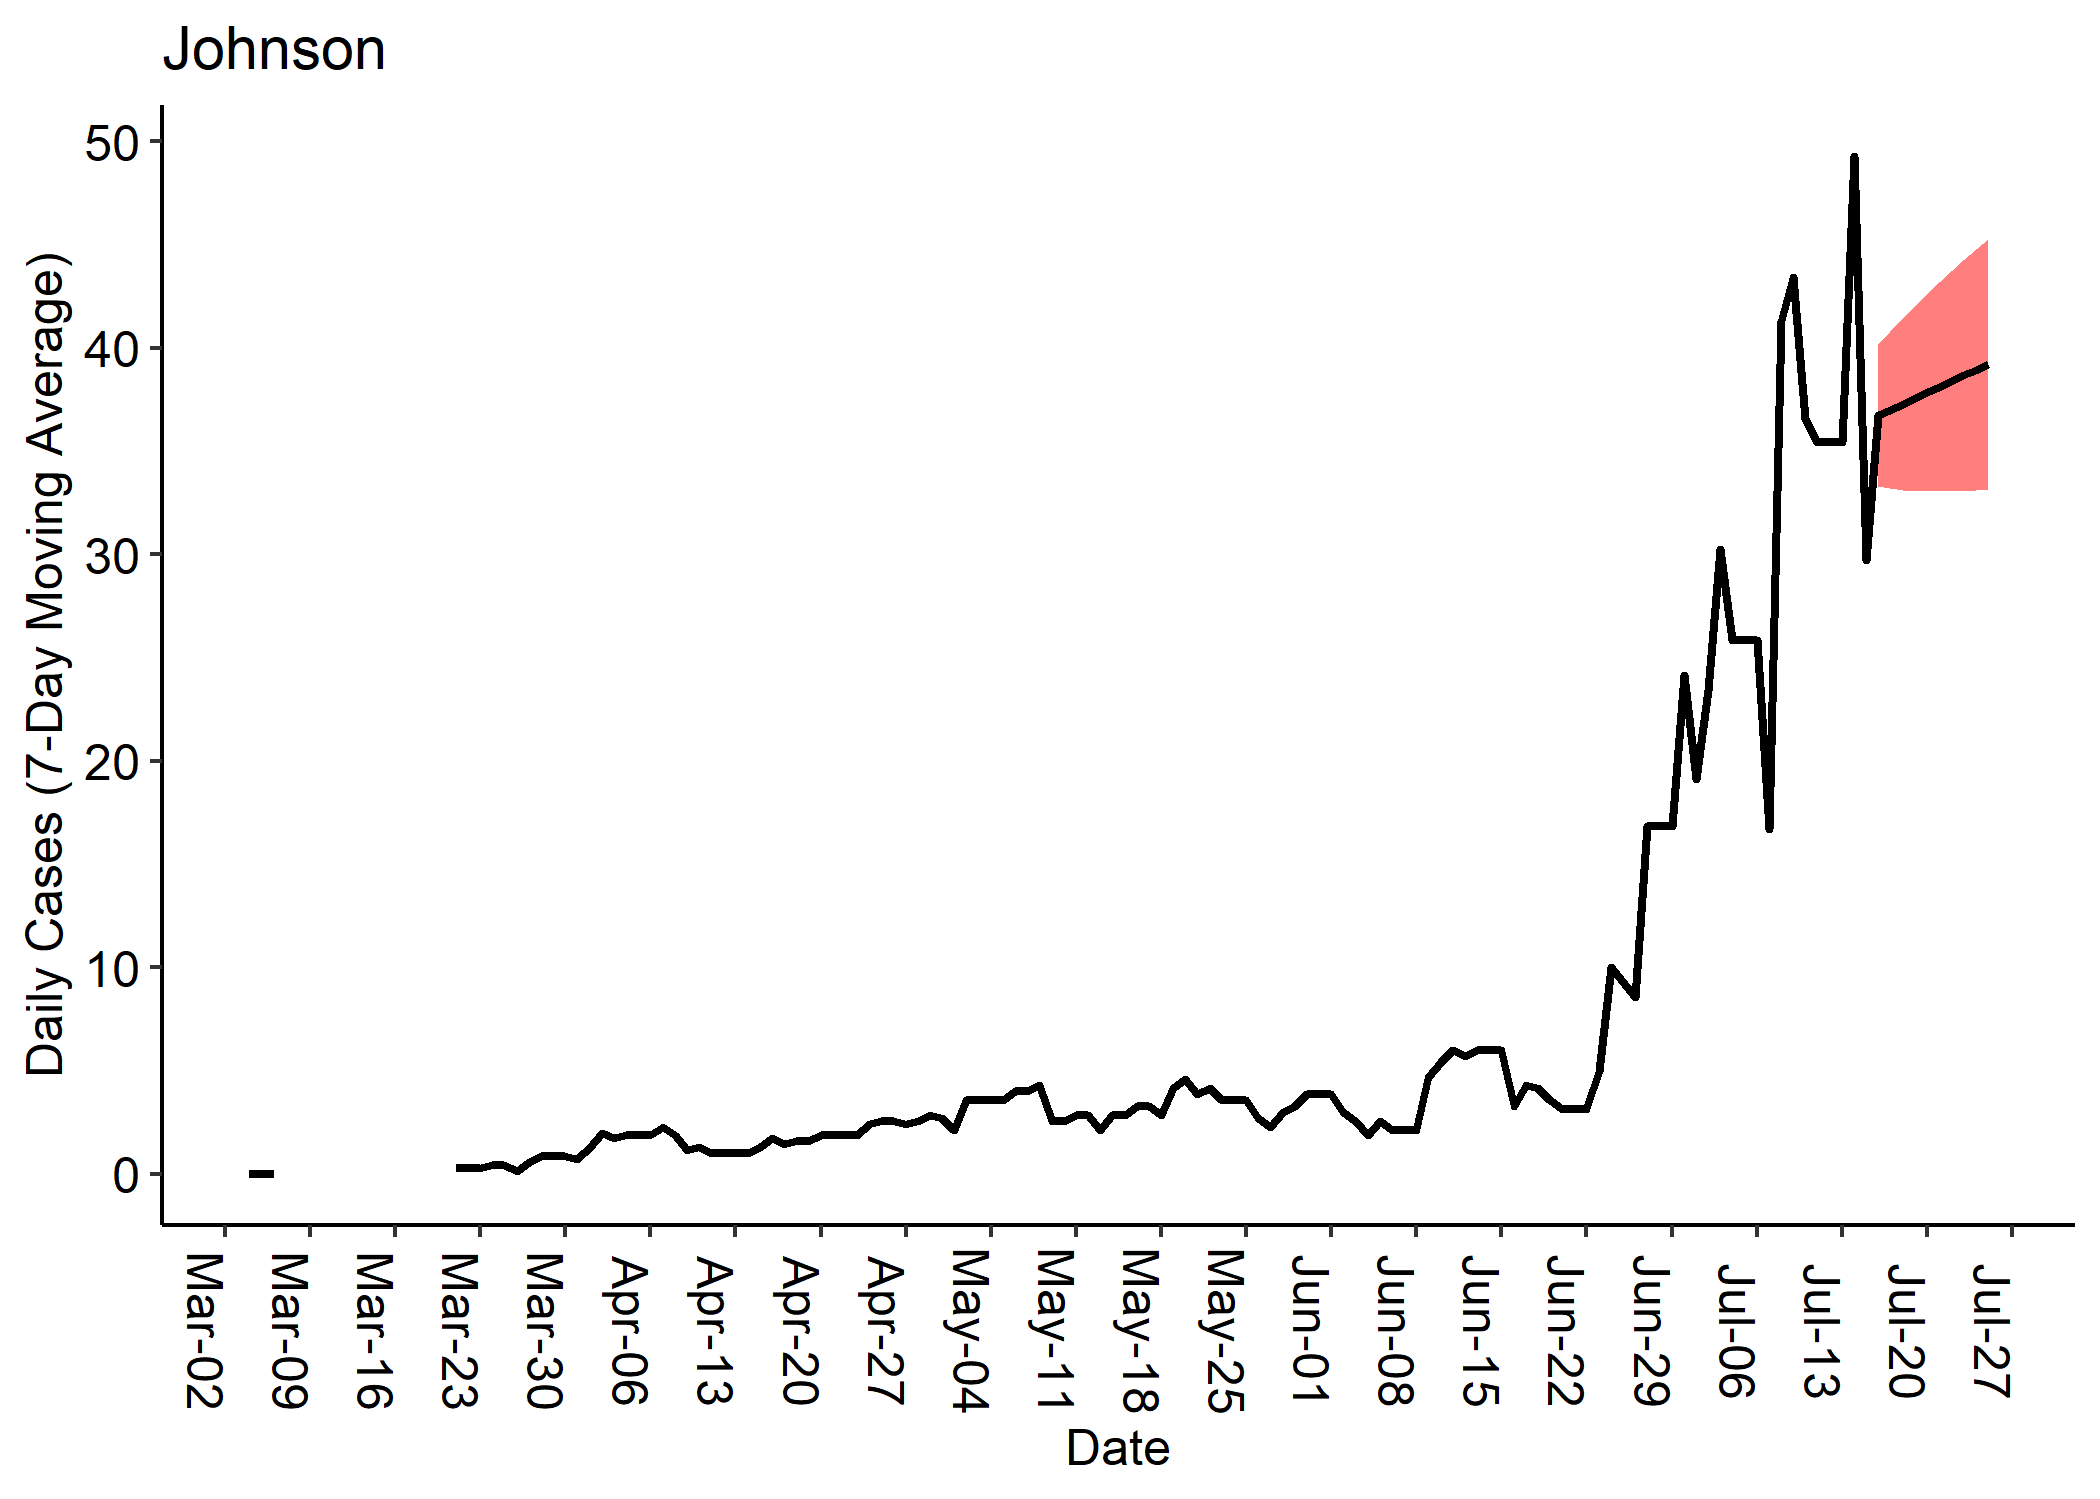 Johnson
Daily Cases (7-Day Moving Average)
50
40
30
20
10
0
Mar-02
Mar-09
Mar-16
Mar-23
Mar-30
Apr-06
Apr-13
Apr-20
Apr-27
May-04
May-11
May-18
May-25
Jun-01
Jun-08
Jun-15
Jun-22
Jun-29
Jul-06
Jul-13
Jul-20
Jul-27
Date